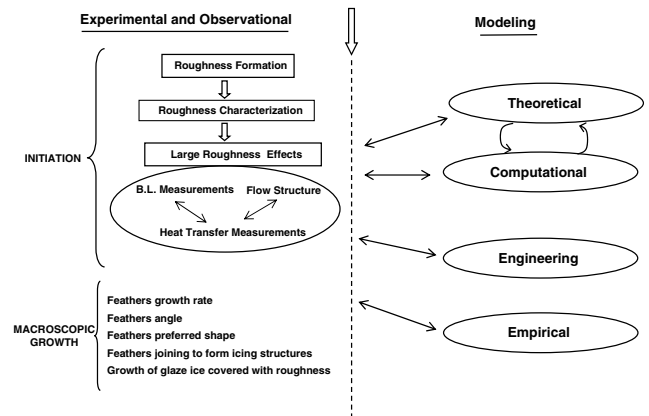 Experimental and Observational
Modeling
Roughness Formation
Roughness Characterization
Large Roughness Effects
INITIATION
B.L. Measurements
Flow Structure
Heat Transfer Measurements
MACROSCOPIC
GROWTH
Feathers growth rate
Feathers angle
Feathers preferred shape
Feathers joining to form icing structures
Growth of glaze ice covered with roughness
Theoretical
Computational
Engineering
Empirical